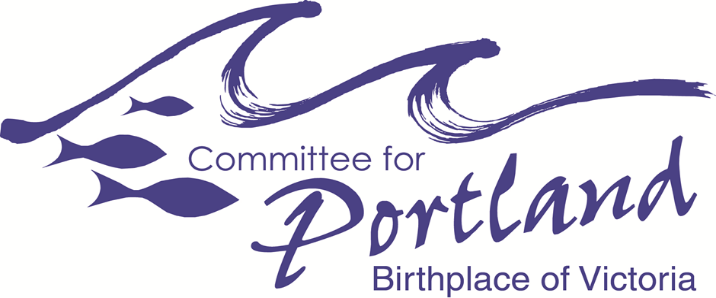 Committee for
Portland
Birthplace of Victoria